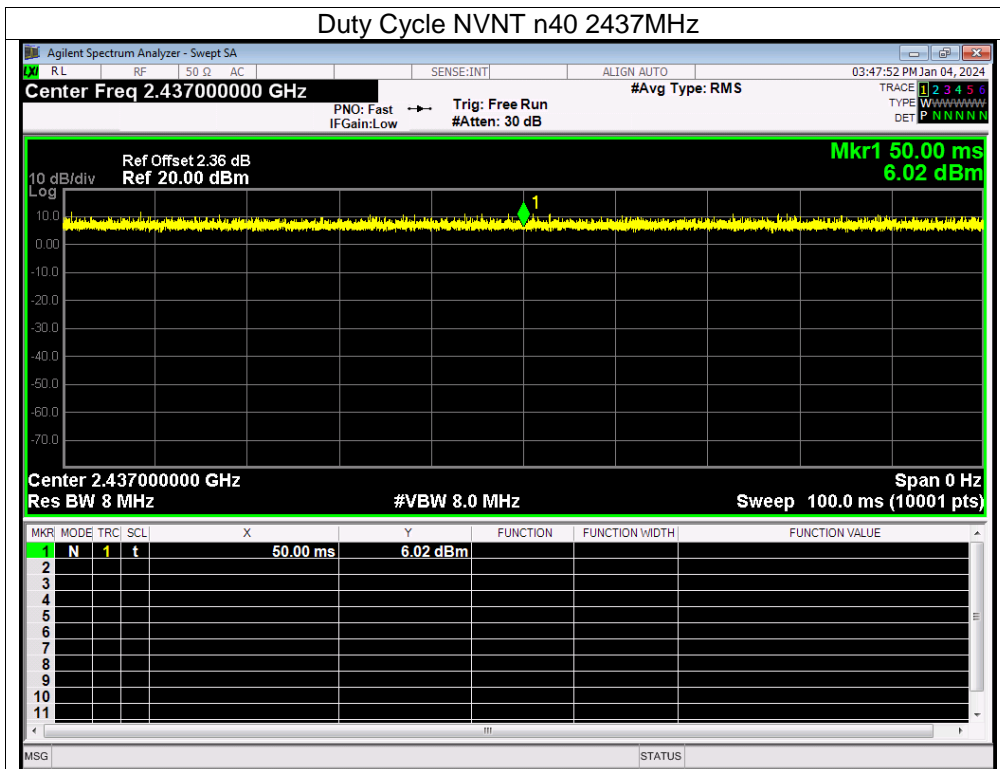 Duty Cycle NVNT n40 2437MHz
Agilent Spectrum Analyzer - Swept SA
LXI RL RF 50 Ω AC SENSE:INT ALIGN AUTO 03:47:52 PM Jan 04, 2024
Center Freq 2.437000000 GHz #Avg Type: RMS TRACE 1 2 3 4 5 6
PNO: Fast Trig: Free Run TYPE WWWWWWW
IFGain:Low #Atten: 30 dB DET P N N N N N
Mkr1 50.00 ms
Ref Offset 2.36 dB
10 dB/div Ref 20.00 dBm 6.02 dBm
Log
1
10.0
0.00
-10.0
-20.0
-30.0
-40.0
-50.0
-60.0
-70.0
Center 2.437000000 GHz Span 0 Hz
Res BW 8 MHz #VBW 8.0 MHz Sweep 100.0 ms (10001 pts)
MKR MODE TRC SCL X Y FUNCTION FUNCTION WIDTH FUNCTION VALUE
1 N 1 t 50.00 ms 6.02 dBm
2
3
4
5
6
7
8
9
10
11
MSG STATUS